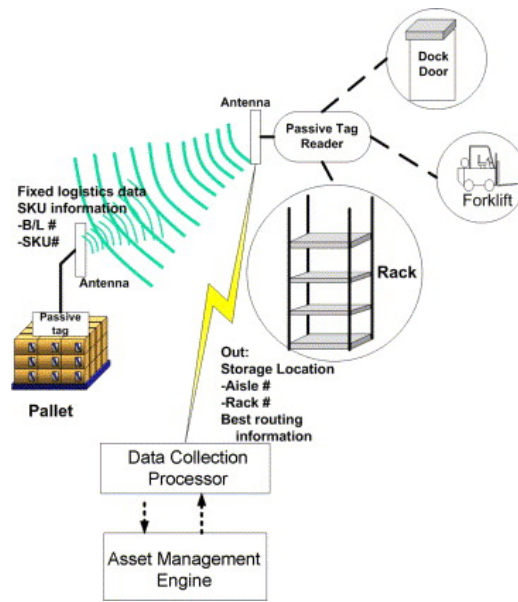 Dock
Door
Antenna
Passive Tag
Reader
Forklift
Fixed logistics data
SKU information
-B/L #
-SKU#
Antenna
Rack
Passive
tag
Pallet
Out:
Storage Location
-Aisle #
-Rack #
Best routing
information
Data Collection
Processor
Asset Management
Engine